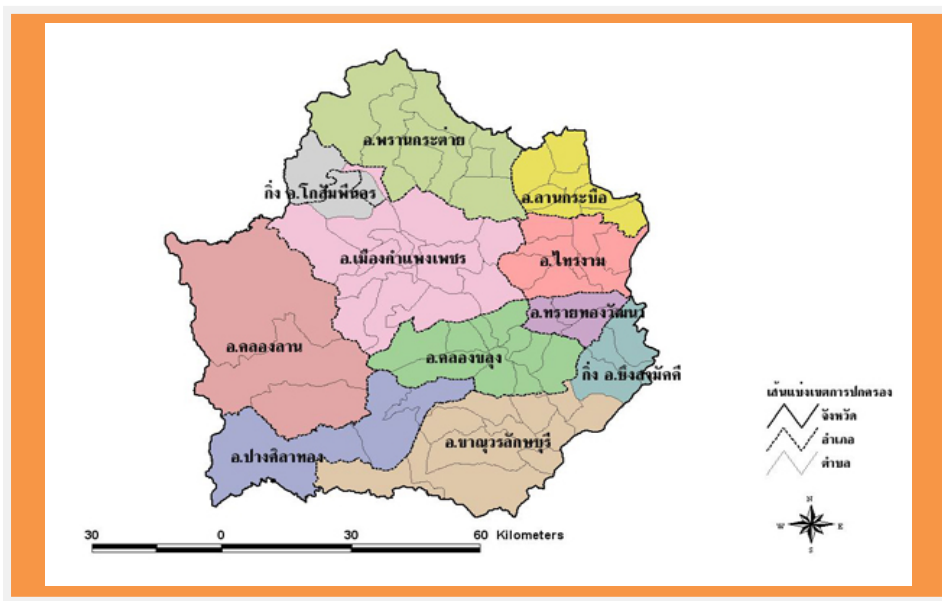 อ.พรานกระต่าย
กิ่ง อ.โกสัมพีนคร
อ.ลานกระบือ
อ.เมืองกำแพงเพชร
อ.ไทรงาม
อ.ทรายทองวัฒนา
อ.คลองลาน
อ.คลองขลุง
กิ่ง อ.บึงสามัคคี
อ.ขาณุวรลักษบุรี
อ.ปางศิลาทอง
เส้นแบ่งเขตการปกครอง
จังหวัด
อำเภอ
ตำบล
N
W E
S
30 0 30 60 Kilometers